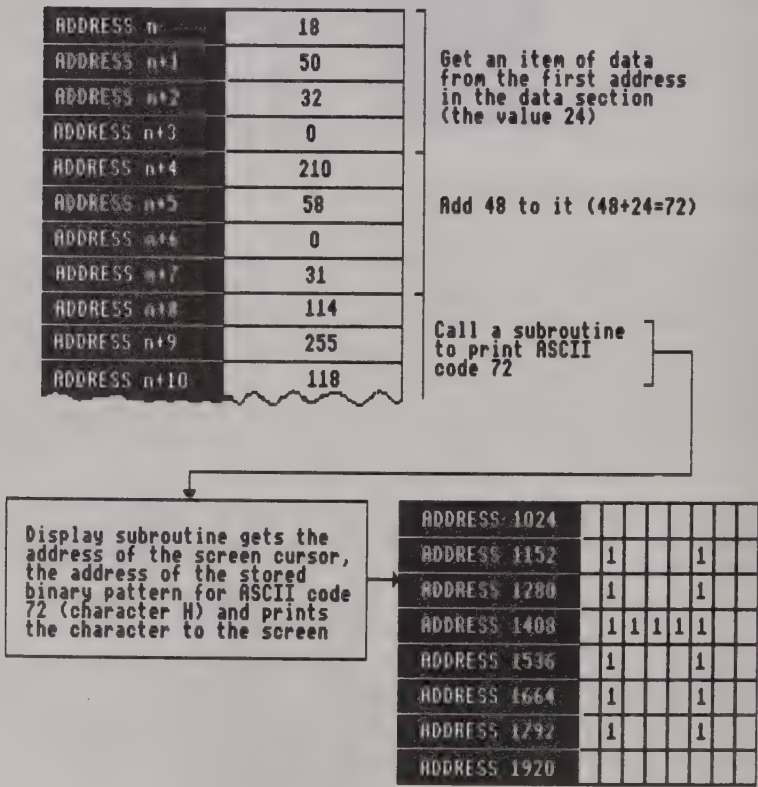 ADDRESS n 18
ADDRESS n+1 50
ADDRESS n+2 32
ADDRESS n+3 0
ADDRESS n+4 210
ADDRESS n+5 58
ADDRESS n+6 0
ADDRESS n+7 31
ADDRESS n+8 114
ADDRESS n+9 255
ADDRESS n+10 118
Get an item of data
from the first address
in the data section
(the value 24)
Add 48 to it (48+24=72)
Call a subroutine
to print ASCII
code 72
Display subroutine gets the
address of the screen cursor,
the address of the stored
binary pattern for ASCII code
72 (character H) and prints
the character to the screen
ADDRESS 1024
ADDRESS 1152 1 1
ADDRESS 1280 1 1
ADDRESS 1408 1 1 1 1 1
ADDRESS 1536 1 1
ADDRESS 1664 1 1
ADDRESS 1792 1 1
ADDRESS 1920